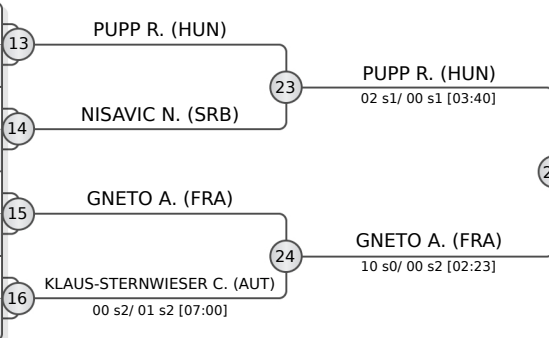 13
PUPP R. (HUN)
14
NISAVIC N. (SRB)
23
PUPP R. (HUN)
02 s1/ 00 s1 [03:40]
15
GNETO A. (FRA)
16
KLAUS-STERNWIESER C. (AUT)
00 s2/ 01 s2 [07:00]
24
GNETO A. (FRA)
10 s0/ 00 s2 [02:23]